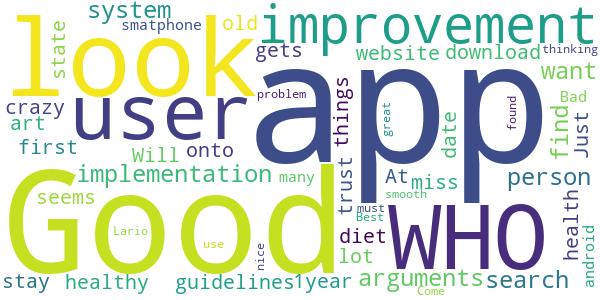 system
smatphone
old
look
improvement
state
gets
website
download
thinking
crazy
user
app
problem
want
art
onto
things
great
found
date
find
Bad
Just
first
Will
trust
At
miss
person
implementation
many
seems
Good
WHO
health
android
Lario
use
nice
diet
must
Best
smooth
lot
arguments
search
stay
healthy
guidelines
1year
Come